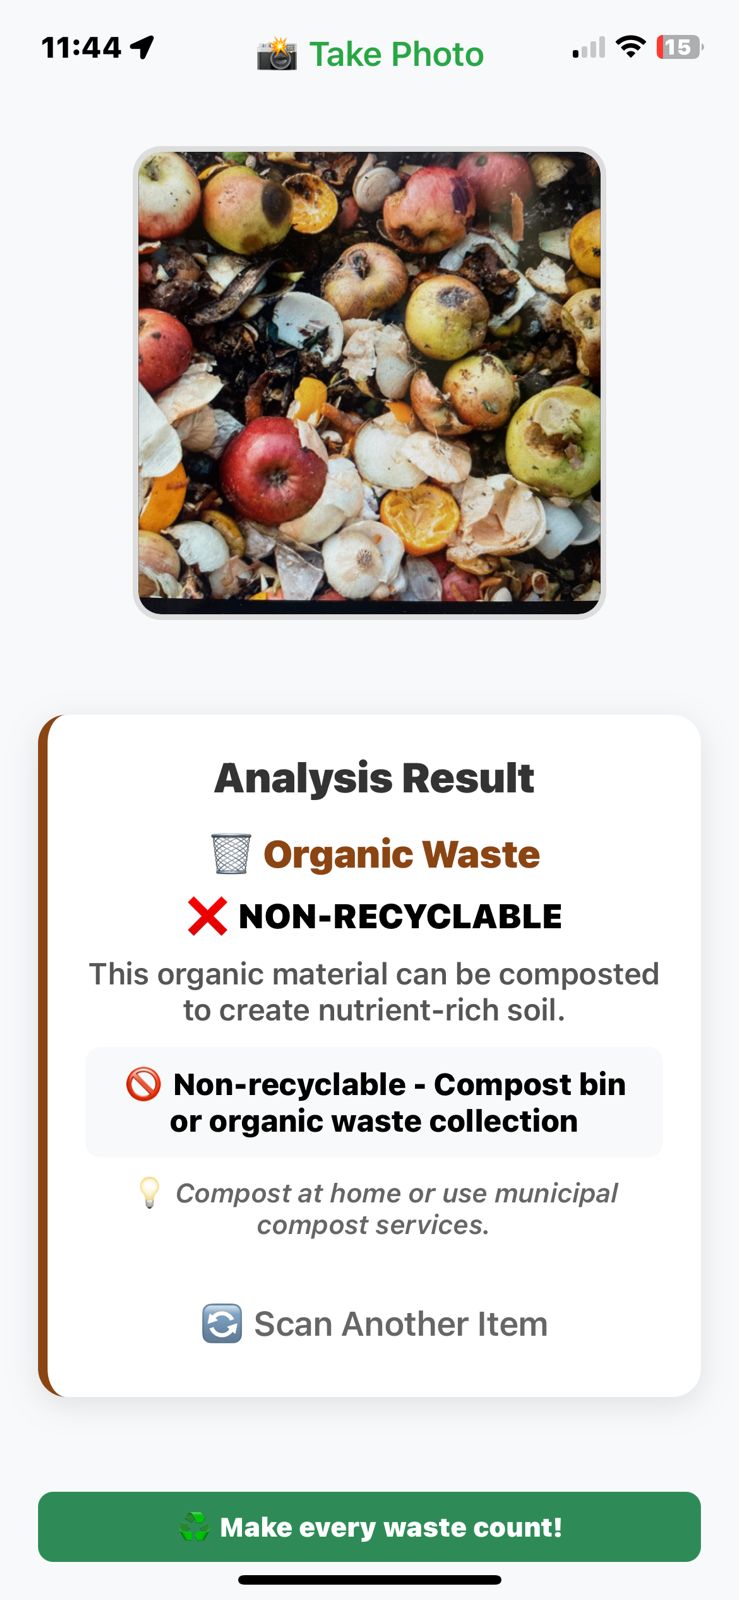 11:44
15
📸 Take Photo
Analysis Result
🗑️ Organic Waste
❌ NON-RECYCLABLE
This organic material can be composted
to create nutrient-rich soil.
🚫 Non-recyclable - Compost bin
or organic waste collection
💡 Compost at home or use municipal
compost services.
🔄 Scan Another Item
♻️ Make every waste count!